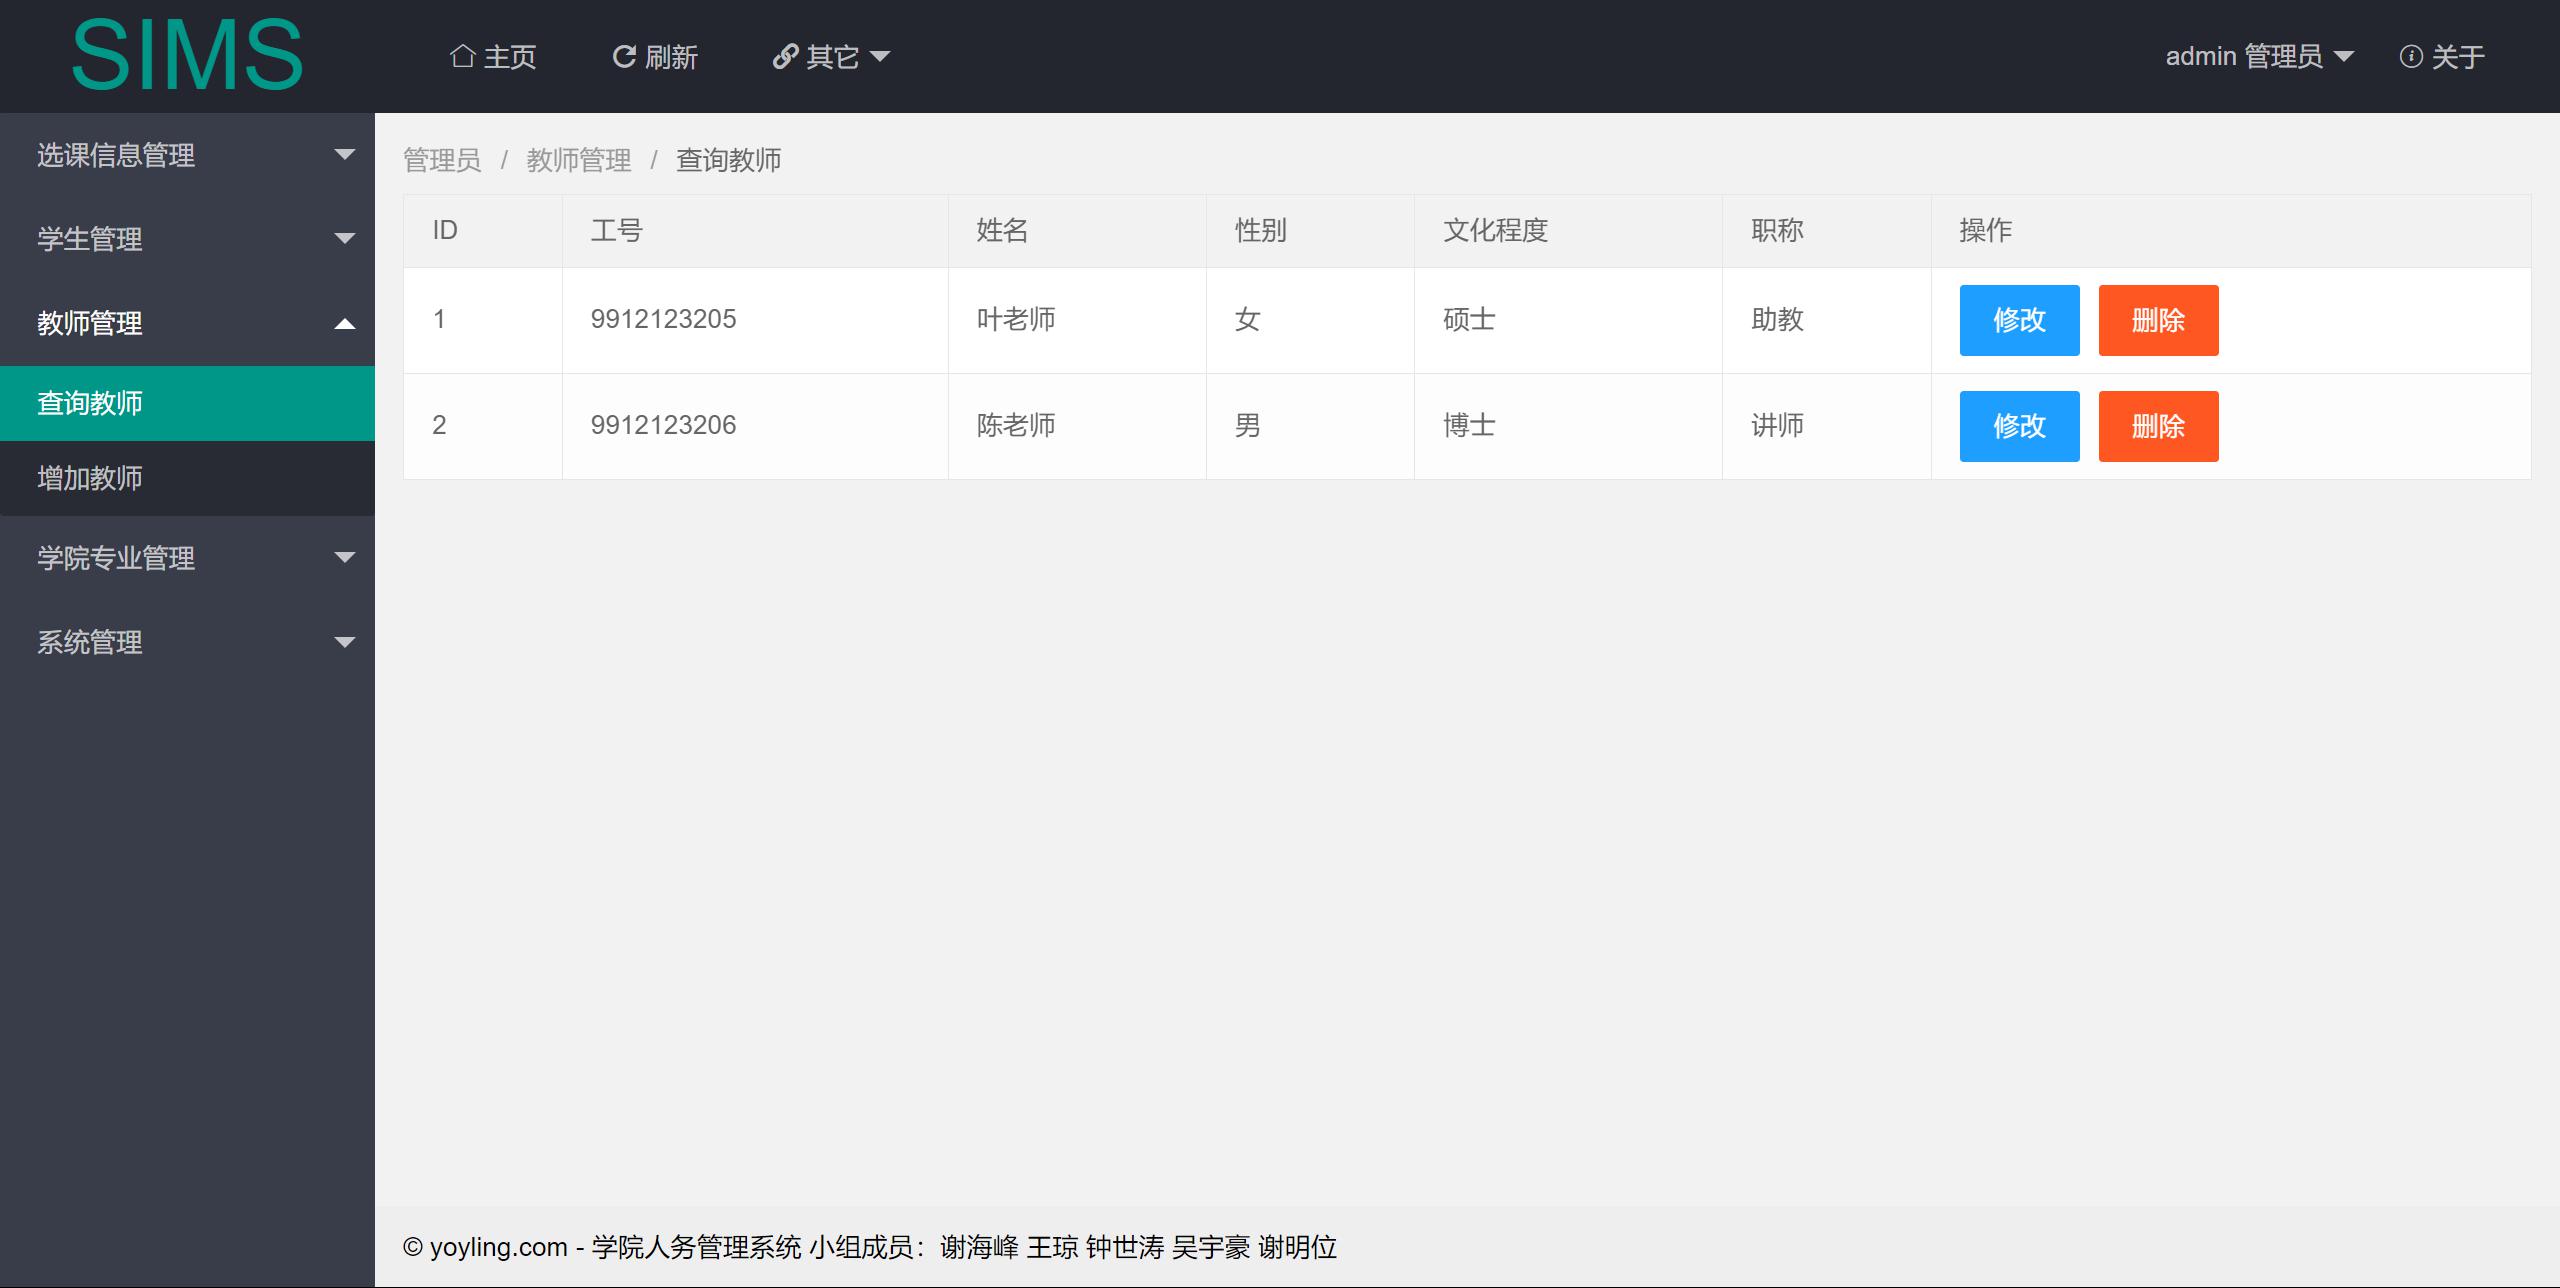 SIMS
主页 刷新 其它
admin 管理员 关于
选课信息管理
学生管理
教师管理
查询教师
增加教师
学院专业管理
系统管理
管理员 / 教师管理 / 查询教师
ID 工号 姓名 性别 文化程度 职称 操作
1 9912123205 叶老师 女 硕士 助教 修改 删除
2 9912123206 陈老师 男 博士 讲师 修改 删除
© yoyling.com - 学院人务管理系统 小组成员：谢海峰 王琼 钟世涛 吴宇豪 谢明位